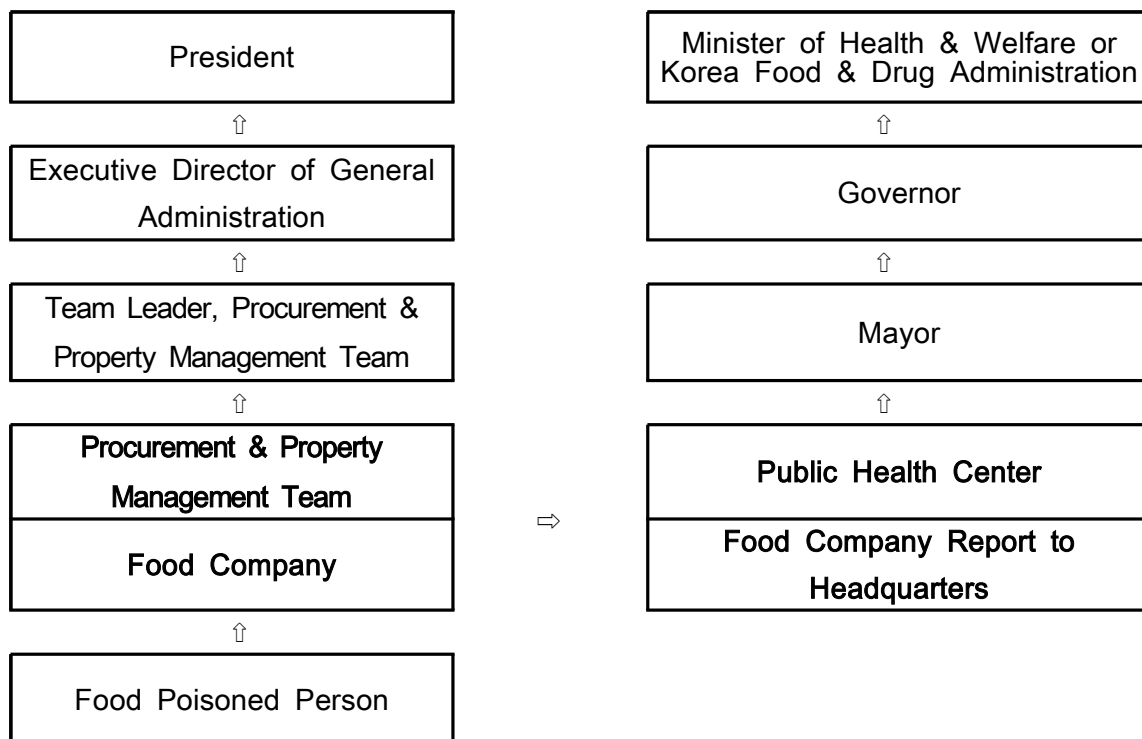 President
⇧
Executive Director of General
Administration
⇧
Team Leader, Procurement &
Property Management Team
⇧
Procurement & Property
Management Team
Food Company
⇧
Food Poisoned Person
⇨
Minister of Health & Welfare or
Korea Food & Drug Administration
⇧
Governor
⇧
Mayor
⇧
Public Health Center
Food Company Report to
Headquarters